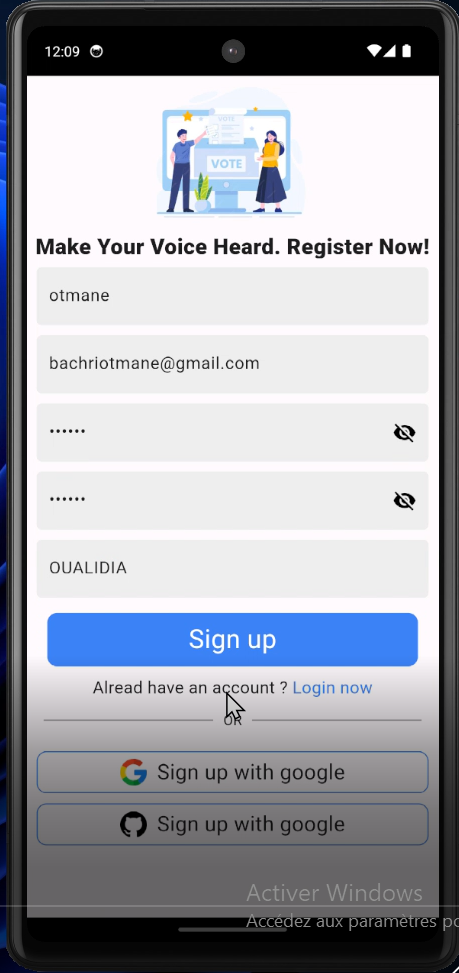 12:09
VOTE
VOTE
Make Your Voice Heard. Register Now!
otmane
bachriotmane@gmail.com
••••••
••••••
OUALIDIA
Sign up
Alread have an account ? Login now
OR
Sign up with google
Sign up with google
Activer Windows
Accédez aux paramètres po